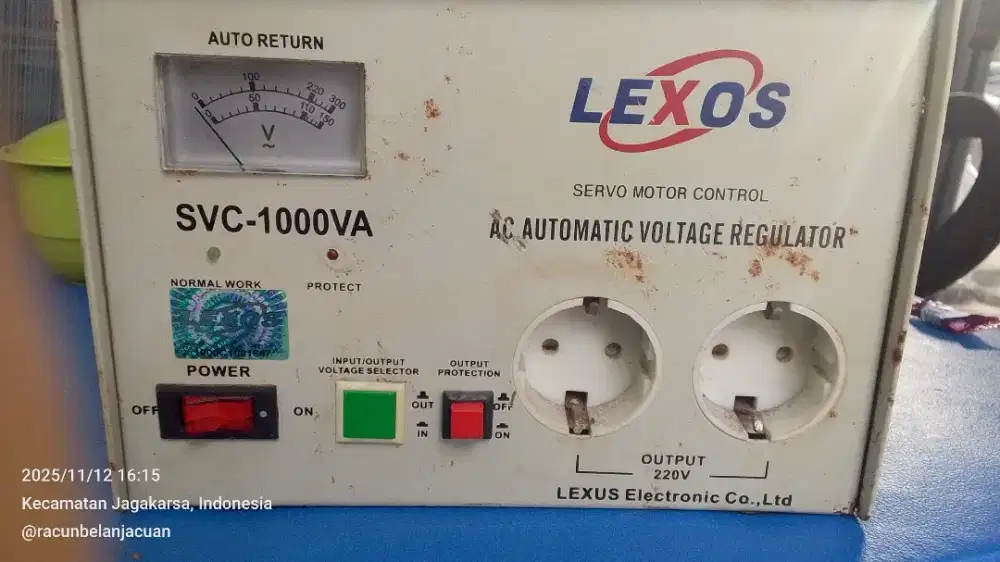 AUTO RETURN
0 100 220 300
0 50 110 150
V
~
LEXOS
SERVO MOTOR CONTROL
SVC-1000VA
AC AUTOMATIC VOLTAGE REGULATOR
NORMAL WORK
PROTECT
LEXOS
POWER
OFF
ON
INPUT/OUTPUT
VOLTAGE SELECTOR
OUT
IN
OUTPUT
PROTECTION
OFF
ON
OUTPUT
220V
LEXUS Electronic Co.,Ltd
2025/11/12 16:15
Kecamatan Jagakarsa, Indonesia
@racunbelanjacuan